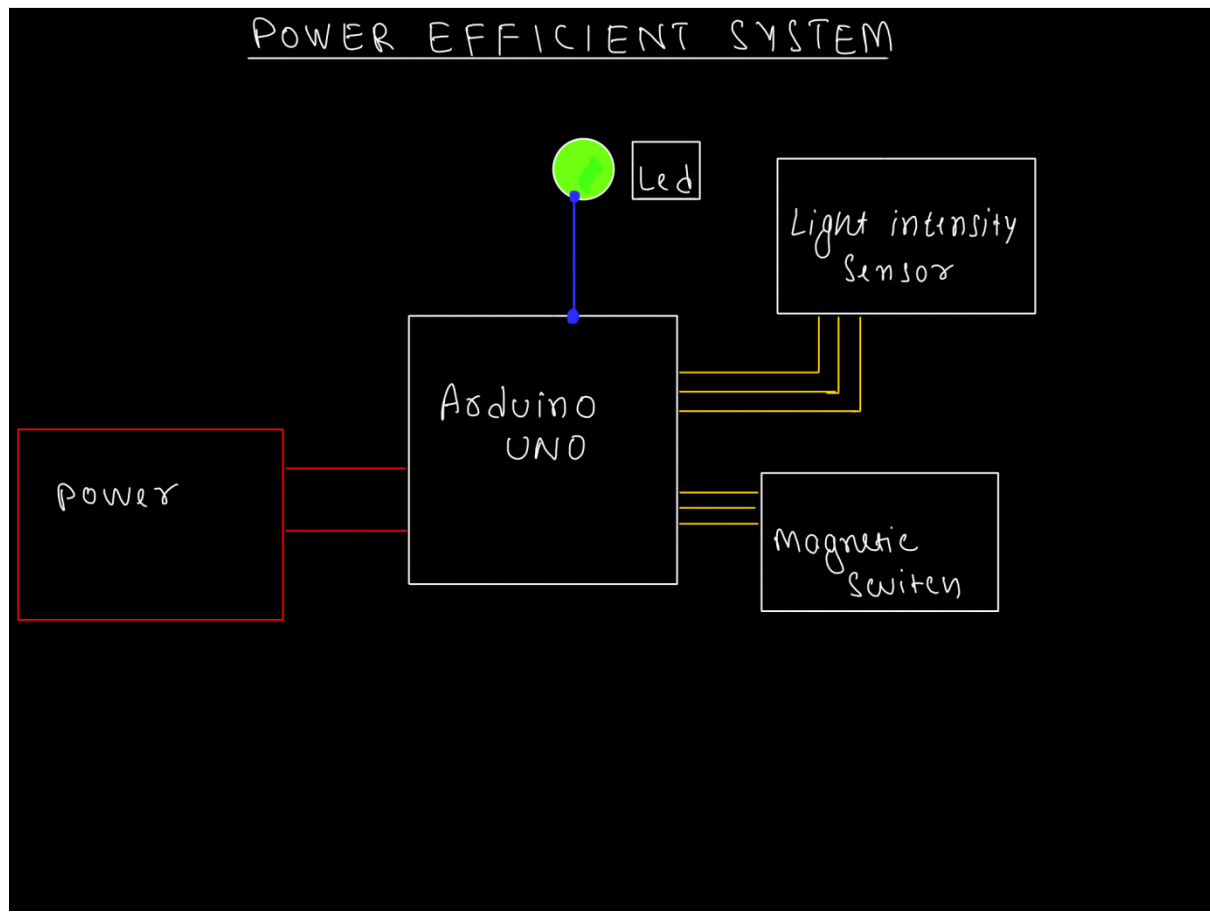 POWER EFFICIENT SYSTEM
Led
Light intensity
sensor
Arduino
UNO
power
Magnetic
switch